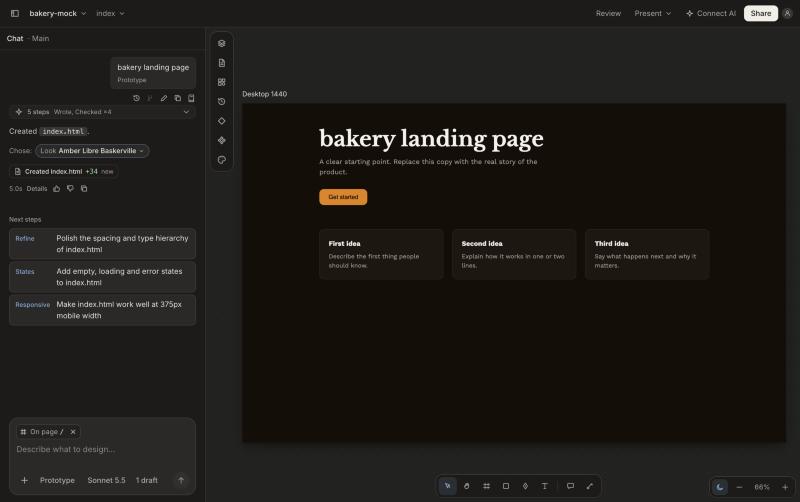 bakery-mock
index
Review
Present
Connect AI
Share
Chat
Main
bakery landing page
Prototype
5 steps Wrote, Checked ×4
Created index.html.
Chose: Look Amber Libre Baskerville
Created index.html +34 new
5.0s Details
Next steps
Refine Polish the spacing and type hierarchy
of index.html
States Add empty, loading and error states
to index.html
Responsive Make index.html work well at 375px
mobile width
On page /
Describe what to design...
Prototype Sonnet 5.5 1 draft
Desktop 1440
bakery landing page
A clear starting point. Replace this copy with the real story of the
product.
Get started
First idea
Describe the first thing people
should know.
Second idea
Explain how it works in one or two
lines.
Third idea
Say what happens next and why it
matters.
66%